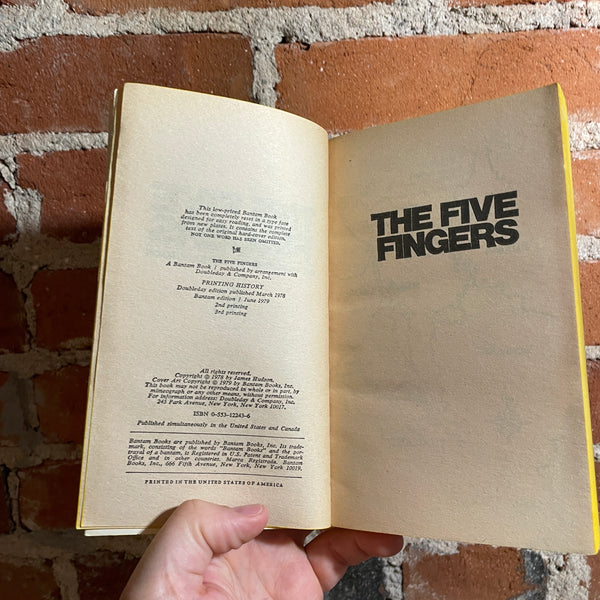 This low-priced Bantam Book
has been completely reset in a type face
designed for easy reading, and was printed
from new plates. It contains the complete
text of the original hard-cover edition.
NOT ONE WORD HAS BEEN OMITTED.
THE FIVE FINGERS
A Bantam Book / published by arrangement with
Doubleday & Company, Inc.
PRINTING HISTORY
Doubleday edition published March 1978
Bantam edition / June 1979
2nd printing
3rd printing
All rights reserved.
Copyright © 1978 by James Hudson.
Cover Art Copyright © 1979 by Bantam Books, Inc.
This book may not be reproduced in whole or in part, by
mimeograph or any other means, without permission.
For information address: Doubleday & Company, Inc.
245 Park Avenue, New York, New York 10017.
ISBN 0-553-12243-6
Published simultaneously in the United States and Canada
Bantam Books are published by Bantam Books, Inc. Its trade-
mark, consisting of the words "Bantam Books" and the por-
trayal of a bantam, is Registered in U.S. Patent and Trademark
Office and in other countries. Marca Registrada. Bantam
Books, Inc., 666 Fifth Avenue, New York, New York 10019.
PRINTED IN THE UNITED STATES OF AMERICA
THE FIVE
FINGERS